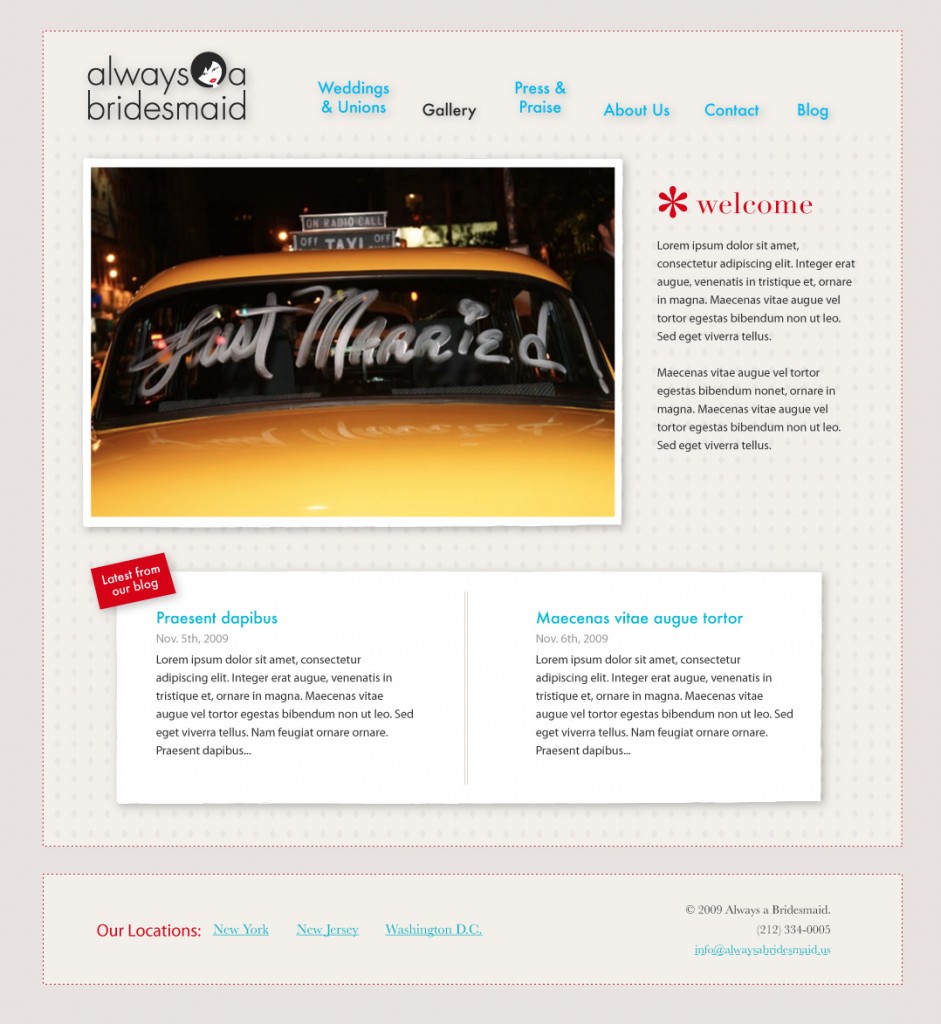 always a
bridesmaid
Weddings
& Unions
Gallery
Press &
Praise
About Us
Contact
Blog
ON RADIO CALL
OFF TAXI OFF
Just Married!
* welcome
Lorem ipsum dolor sit amet,
consectetur adipiscing elit. Integer erat
augue, venenatis in tristique et, ornare
in magna. Maecenas vitae augue vel
tortor egestas bibendum non ut leo.
Sed eget viverra tellus.
Maecenas vitae augue vel tortor
egestas bibendum nonet, ornare in
magna. Maecenas vitae augue vel
tortor egestas bibendum non ut leo.
Sed eget viverra tellus.
Latest from
our blog
Praesent dapibus
Nov. 5th, 2009
Lorem ipsum dolor sit amet, consectetur
adipiscing elit. Integer erat augue, venenatis in
tristique et, ornare in magna. Maecenas vitae
augue vel tortor egestas bibendum non ut leo. Sed
eget viverra tellus. Nam feugiat ornare ornare.
Praesent dapibus...
Maecenas vitae augue tortor
Nov. 6th, 2009
Lorem ipsum dolor sit amet, consectetur
adipiscing elit. Integer erat augue, venenatis in
tristique et, ornare in magna. Maecenas vitae
augue vel tortor egestas bibendum non ut leo. Sed
eget viverra tellus. Nam feugiat ornare ornare.
Praesent dapibus...
Our Locations: New York New Jersey Washington D.C.
© 2009 Always a Bridesmaid.
(212) 334-0005
info@alwaysabridesmaid.us